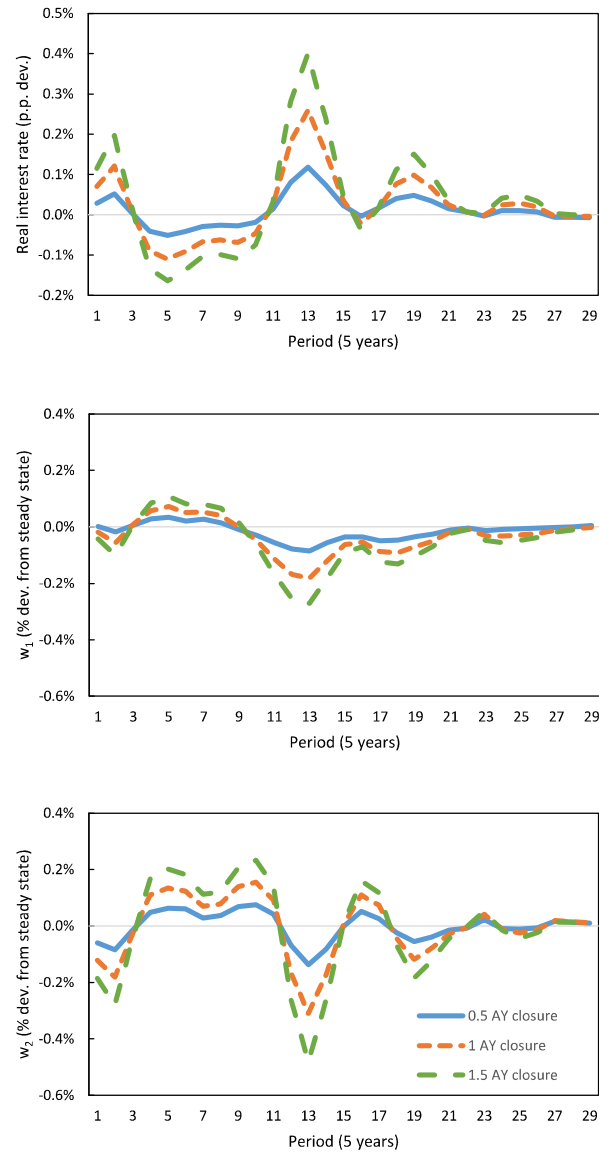 0.5%
0.4%
0.3%
0.2%
0.1%
0.0%
-0.1%
-0.2%
Real interest rate (p.p. dev.)
1 3 5 7 9 11 13 15 17 19 21 23 25 27 29
Period (5 years)
0.4%
0.2%
0.0%
-0.2%
-0.4%
-0.6%
w₁ (% dev. from steady state)
1 3 5 7 9 11 13 15 17 19 21 23 25 27 29
Period (5 years)
0.4%
0.2%
0.0%
-0.2%
-0.4%
-0.6%
w₂ (% dev. from steady state)
0.5 AY closure
1 AY closure
1.5 AY closure
1 3 5 7 9 11 13 15 17 19 21 23 25 27 29
Period (5 years)